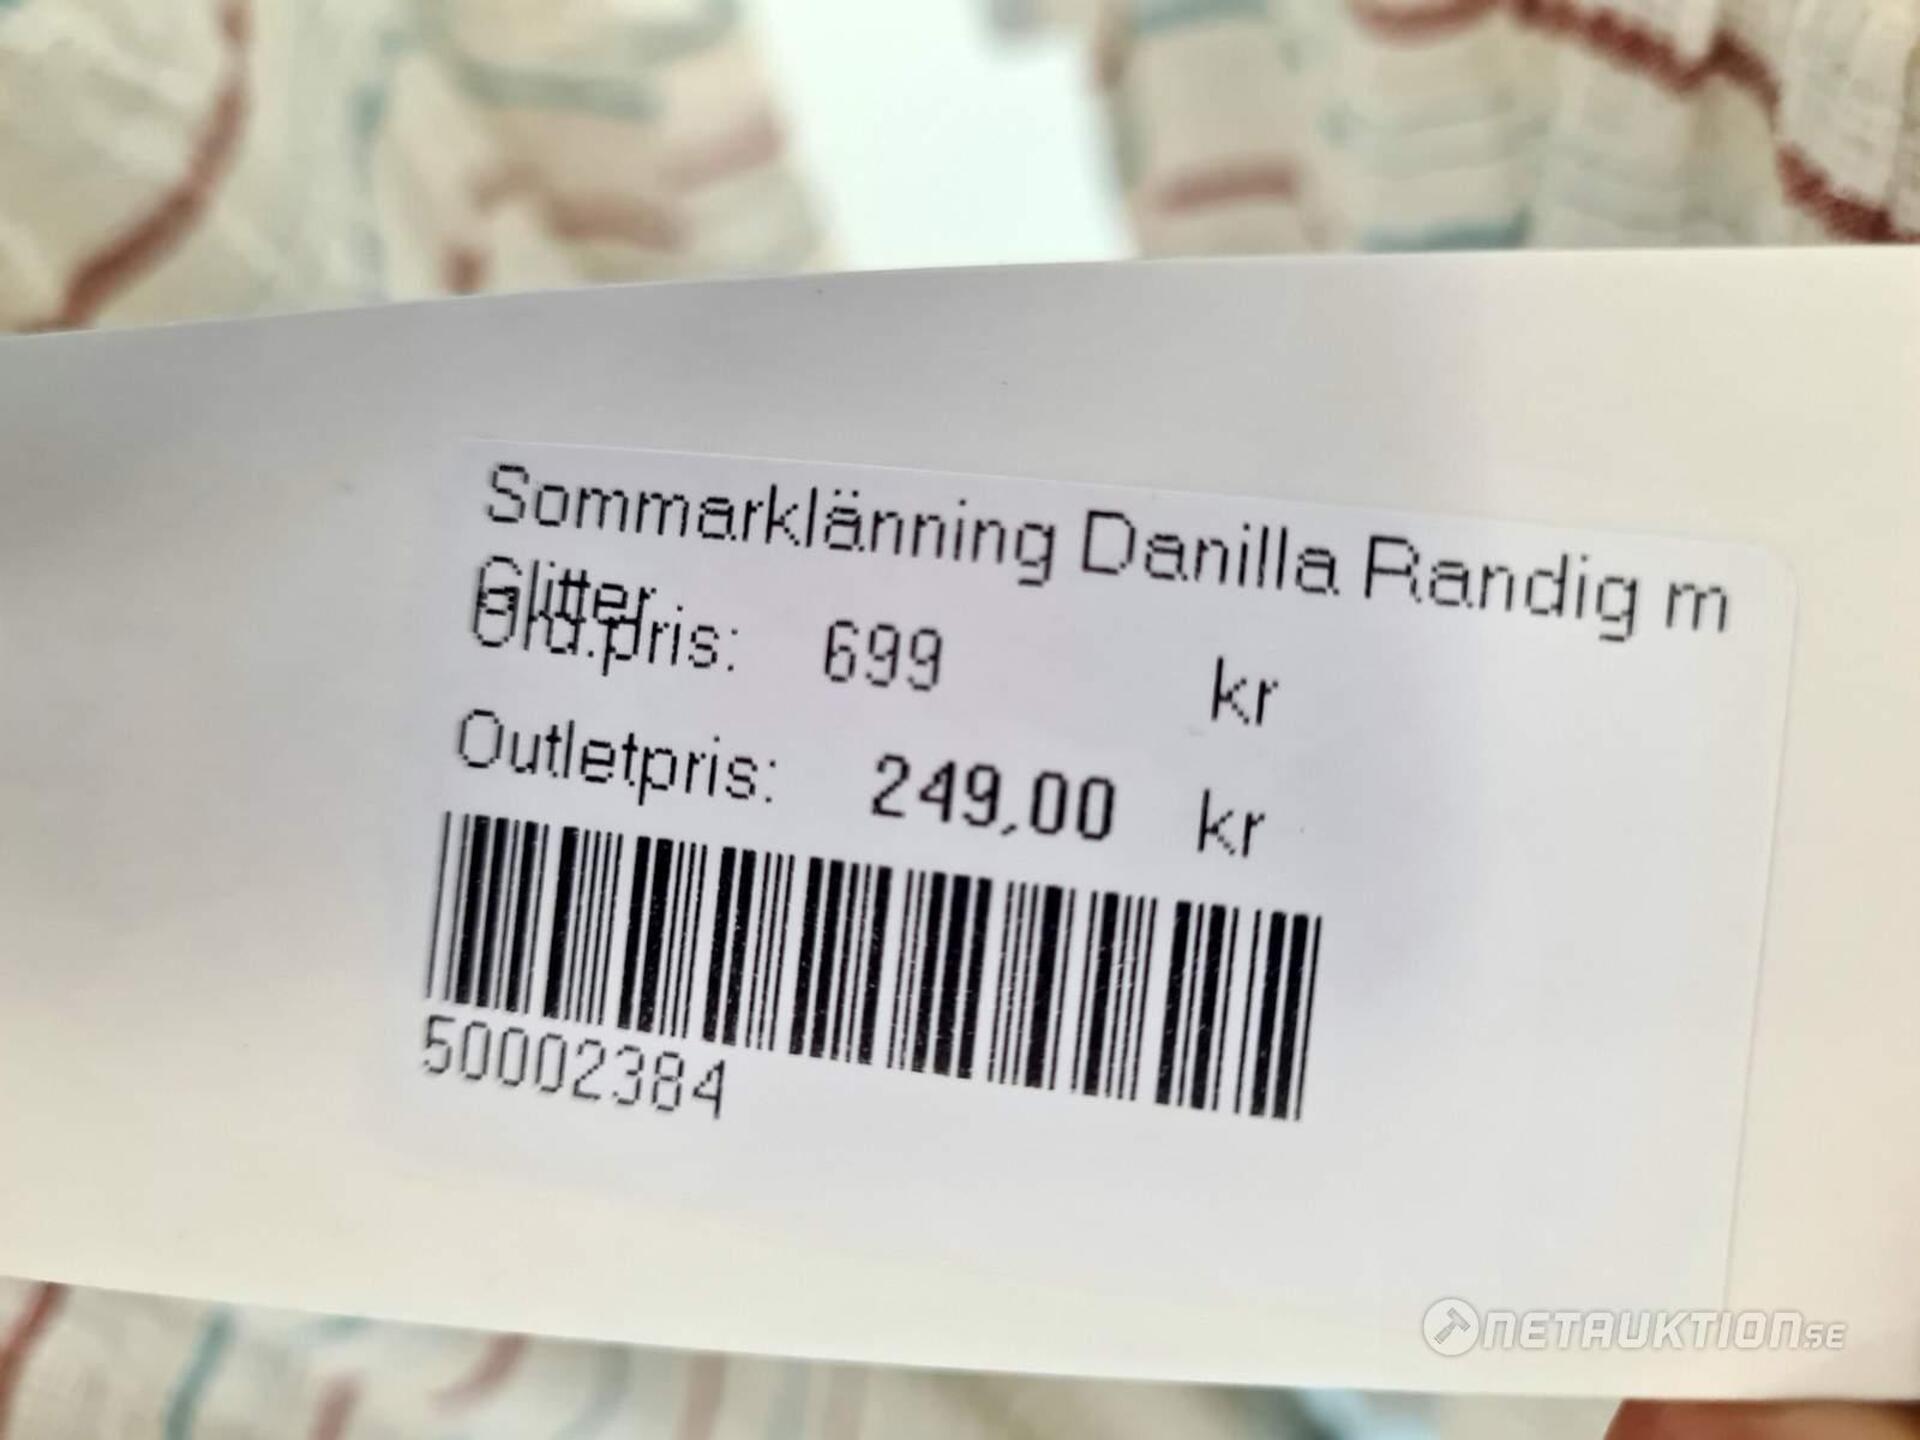 Sommarklänning Danilla Randig m
Glitter
Ord.pris: 699 kr
Outletpris: 249,00 kr
50002384
NETAUKTION.SE